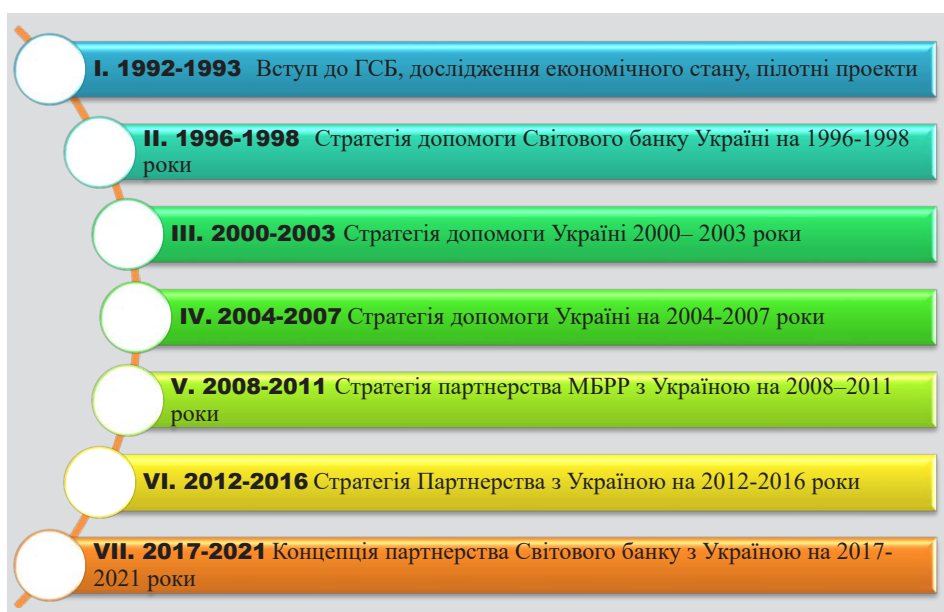 I. 1992-1993 Вступ до ГСБ, дослідження економічного стану, пілотні проекти
II. 1996-1998 Стратегія допомоги Світового банку Україні на 1996-1998
роки
III. 2000-2003 Стратегія допомоги Україні 2000– 2003 роки
IV. 2004-2007 Стратегія допомоги Україні на 2004-2007 роки
V. 2008-2011 Стратегія партнерства МБРР з Україною на 2008–2011
роки
VI. 2012-2016 Стратегія Партнерства з Україною на 2012-2016 роки
VII. 2017-2021 Концепція партнерства Світового банку з Україною на 2017-
2021 роки